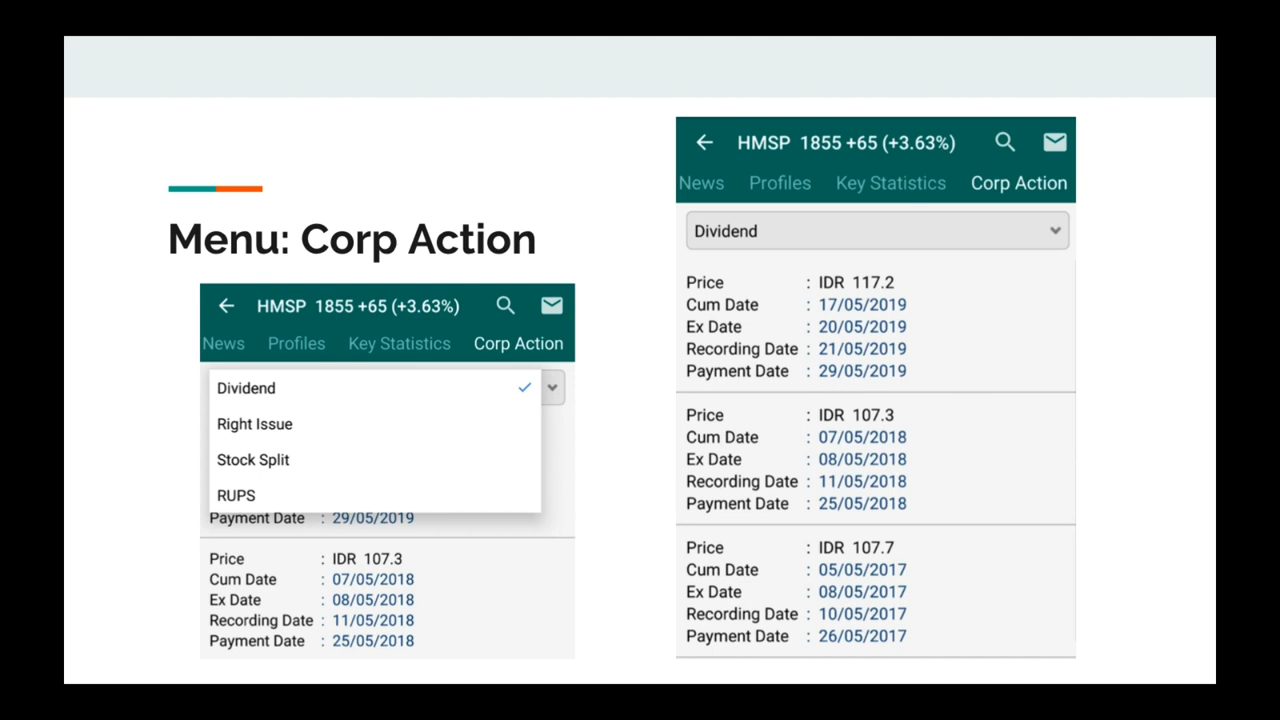 Menu: Corp Action
HMSP 1855 +65 (+3.63%)
News Profiles Key Statistics Corp Action
Dividend
Right Issue
Stock Split
RUPS
Payment Date : 29/05/2019
Price : IDR 107.3
Cum Date : 07/05/2018
Ex Date : 08/05/2018
Recording Date : 11/05/2018
Payment Date : 25/05/2018
HMSP 1855 +65 (+3.63%)
News Profiles Key Statistics Corp Action
Dividend
Price : IDR 117.2
Cum Date : 17/05/2019
Ex Date : 20/05/2019
Recording Date : 21/05/2019
Payment Date : 29/05/2019
Price : IDR 107.3
Cum Date : 07/05/2018
Ex Date : 08/05/2018
Recording Date : 11/05/2018
Payment Date : 25/05/2018
Price : IDR 107.7
Cum Date : 05/05/2017
Ex Date : 08/05/2017
Recording Date : 10/05/2017
Payment Date : 26/05/2017